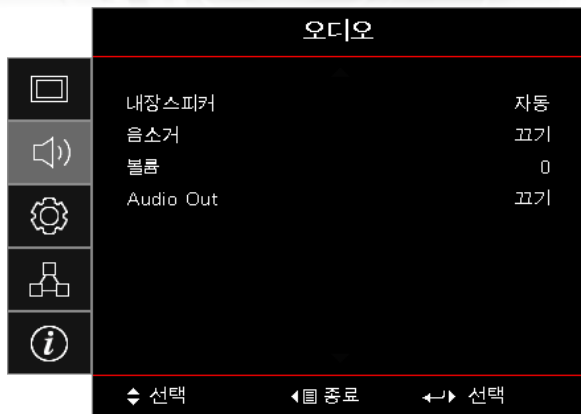 오디오
내장스피커 자동
음소거 끄기
볼륨 0
Audio Out 끄기
선택 종료 선택